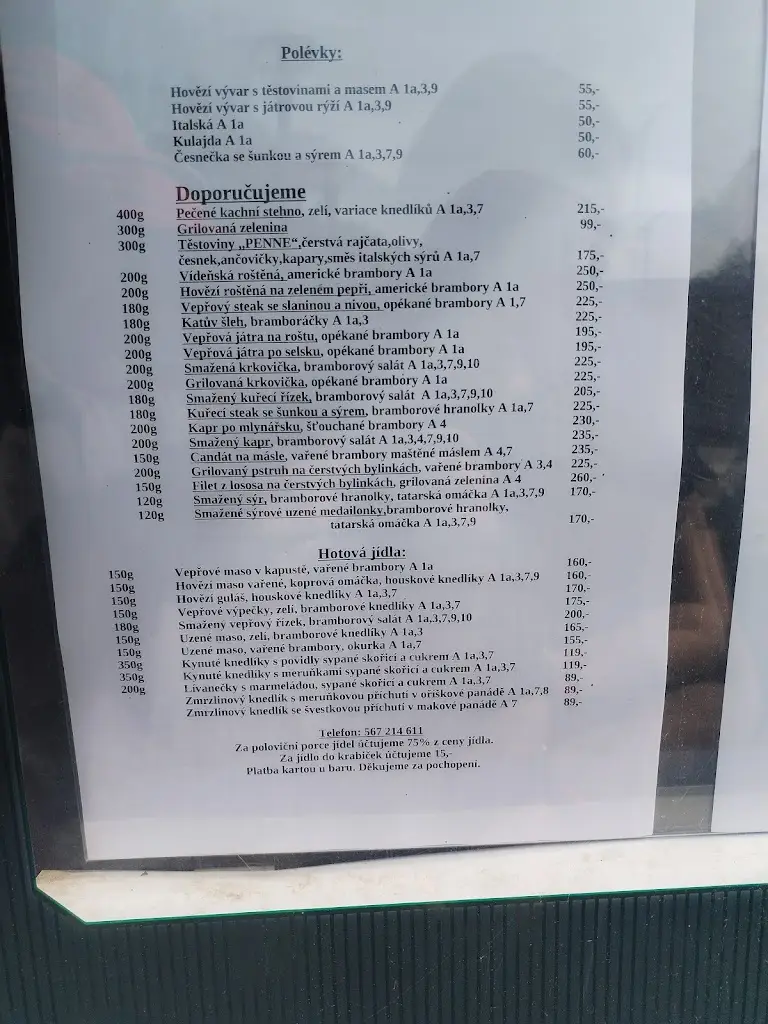 Polévky:
Hovězí vývar s těstovinami a masem A 1a,3,9 55,-
Hovězí vývar s játrovou rýží A 1a,3,9 55,-
Italská A 1a 50,-
Kulajda A 1a 50,-
Česnečka se šunkou a sýrem A 1a,3,7,9 60,-
Doporučujeme
400g Pečené kachní stehno, zelí, variace knedlíků A 1a,3,7 215,-
300g Grilovaná zelenina 99,-
300g Těstoviny „PENNE“,čerstvá rajčata,olivy,
česnek,ančovičky,kapary,směs italských sýrů A 1a,7 175,-
200g Vídeňská roštěná, americké brambory A 1a 250,-
200g Hovězí roštěná na zeleném pepři, americké brambory A 1a 250,-
180g Vepřový steak se slaninou a nivou, opékané brambory A 1,7 225,-
180g Katův šleh, bramboráčky A 1a,3 225,-
200g Vepřová játra na roštu, opékané brambory A 1a 195,-
200g Vepřová játra po selsku, opékané brambory A 1a 195,-
200g Smažená krkovička, bramborový salát A 1a,3,7,9,10 225,-
200g Grilovaná krkovička, opékané brambory A 1a 225,-
180g Smažený kuřecí řízek, bramborový salát A 1a,3,7,9,10 205,-
180g Kuřecí steak se šunkou a sýrem, bramborové hranolky A 1a,7 225,-
200g Kapr po mlynářsku, šťouchané brambory A 4 230,-
200g Smažený kapr, bramborový salát A 1a,3,4,7,9,10 235,-
150g Candát na másle, vařené brambory maštěné máslem A 4,7 235,-
200g Grilovaný pstruh na čerstvých bylinkách, vařené brambory A 3,4 225,-
150g Filet z lososa na čerstvých bylinkách, grilovaná zelenina A 4 260,-
120g Smažený sýr, bramborové hranolky, tatarská omáčka A 1a,3,7,9 170,-
120g Smažené sýrové uzené medailonky,bramborové hranolky,
tatarská omáčka A 1a,3,7,9 170,-
Hotová jídla:
150g Vepřové maso v kapustě, vařené brambory A 1a 160,-
150g Hovězí maso vařené, koprová omáčka, houskové knedlíky A 1a,3,7,9 160,-
150g Hovězí guláš, houskové knedlíky A 1a,3,7 170,-
150g Vepřové výpečky, zelí, bramborové knedlíky A 1a,3,7 175,-
180g Smažený vepřový řízek, bramborový salát A 1a,3,7,9,10 200,-
150g Uzené maso, zelí, bramborové knedlíky A 1a,3 165,-
150g Uzené maso, vařené brambory, okurka A 1a,7 155,-
350g Kynuté knedlíky s povidly sypané skořicí a cukrem A 1a,3,7 119,-
350g Kynuté knedlíky s meruňkami sypané skořicí a cukrem A 1a,3,7 119,-
200g Lívanečky s marmeládou, sypané skořicí a cukrem A 1a,3,7 89,-
Zmrzlinový knedlík s meruňkovou příchutí v oříškové panádě A 1a,7,8 89,-
Zmrzlinový knedlík se švestkovou příchutí v makové panádě A 7 89,-
Telefon: 567 214 611
Za poloviční porce jídel účtujeme 75% z ceny jídla.
Za jídlo do krabiček účtujeme 15,-
Platba kartou u baru. Děkujeme za pochopení.